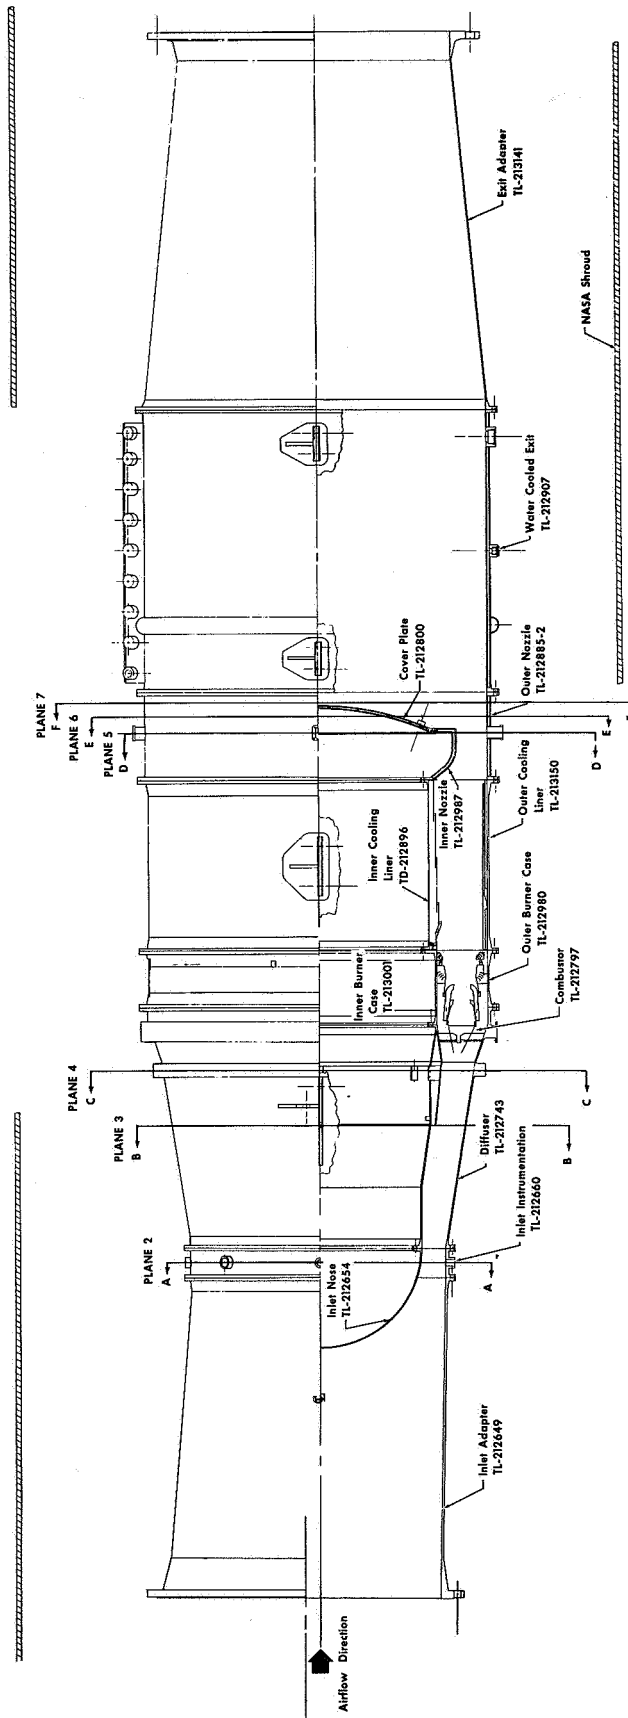 Airflow Direction
Inlet Adapter
TL-212649
Inlet Nose
TL-212654
PLANE 2
A
A
Inlet Instrumentation
TL-212660
Diffuser
TL-212743
PLANE 3
B
B
PLANE 4
C
C
Combustor
TL-212797
Inner Burner
Case
TL-213001
Outer Burner Case
TL-212980
Inner Cooling
Liner
TD-212896
Outer Cooling
Liner
TL-213150
Inner Nozzle
TL-212987
PLANE 5
D
D
PLANE 6
E
E
PLANE 7
F
Cover Plate
TL-212800
Outer Nozzle
TL-212885-2
Water Cooled Exit
TL-212907
NASA Shroud
Exit Adapter
TL-213141